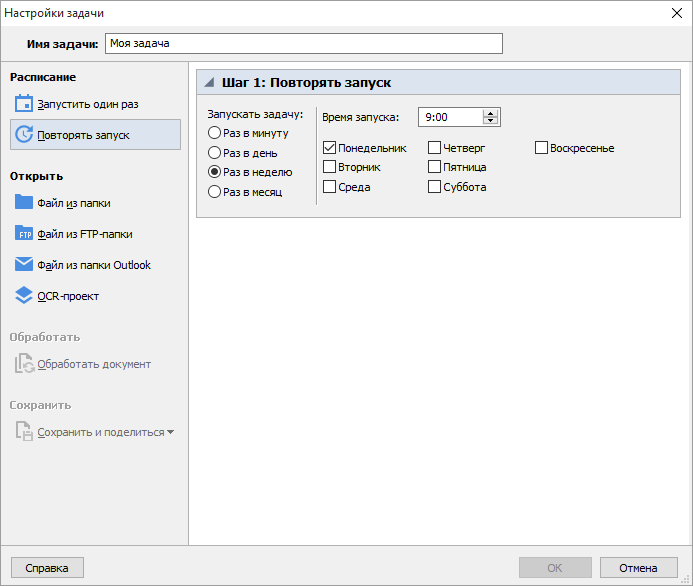 Настройки задачи
Имя задачи: Моя задача
Расписание
Запустить один раз
Повторять запуск
Открыть
Файл из папки
FTP Файл из FTP-папки
Файл из папки Outlook
OCR-проект
Обработать
Обработать документ
Сохранить
Сохранить и поделиться
Шаг 1: Повторять запуск
Запускать задачу:
Раз в минуту
Раз в день
Раз в неделю
Раз в месяц
Время запуска: 9:00
Понедельник Четверг Воскресенье
Вторник Пятница
Среда Суббота
Справка OK Отмена